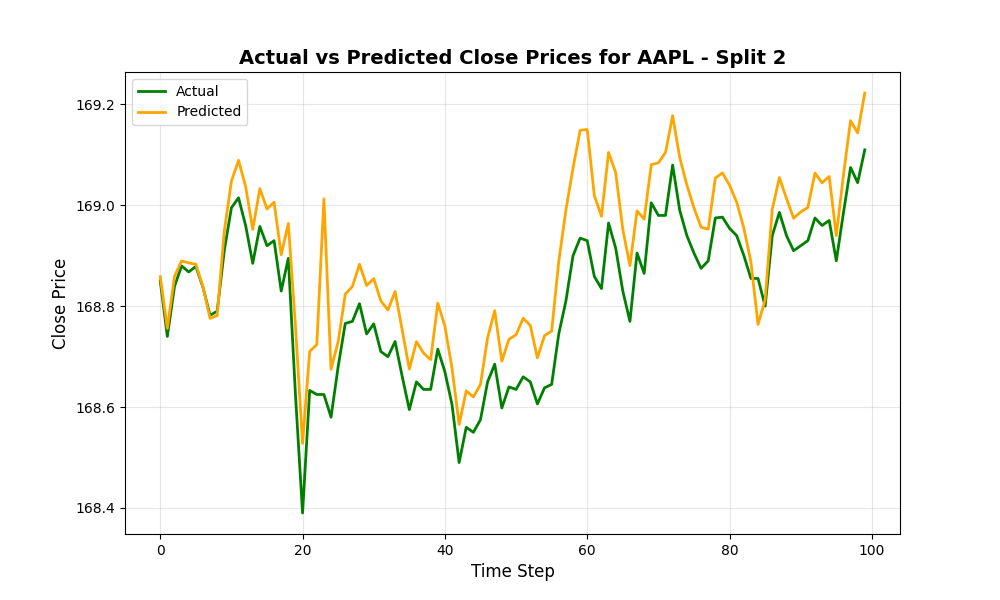 Actual vs Predicted Close Prices for AAPL - Split 2
Actual
Predicted
169.2
169.0
168.8
168.6
168.4
Close Price
0 20 40 60 80 100
Time Step